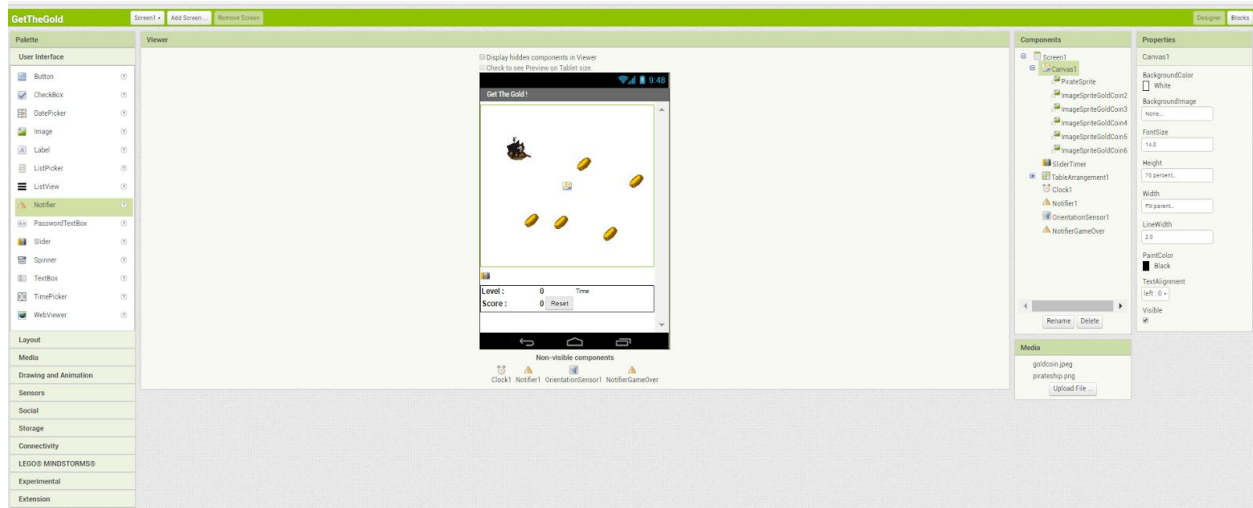 GetTheGold
Screen1
Add Screen ...
Remove Screen
Designer
Blocks
Palette
User Interface
Button
CheckBox
DatePicker
Image
Label
ListPicker
ListView
Notifier
PasswordTextBox
Slider
Spinner
TextBox
TimePicker
WebViewer
Layout
Media
Drawing and Animation
Sensors
Social
Storage
Connectivity
LEGO® MINDSTORMS®
Experimental
Extension
Viewer
Display hidden components in Viewer
Check to see Preview on Tablet size.
9:48
Get The Gold !
Level : 0 Time
Score : 0 Reset
Non-visible components
Clock1 Notifier1 OrientationSensor1 NotifierGameOver
Components
Screen1
Canvas1
PirateSprite
ImageSpriteGoldCoin2
ImageSpriteGoldCoin3
ImageSpriteGoldCoin4
ImageSpriteGoldCoin5
ImageSpriteGoldCoin6
SliderTimer
TableArrangement1
Clock1
Notifier1
OrientationSensor1
NotifierGameOver
Rename Delete
Media
goldcoin.jpeg
pirateship.png
Upload File ...
Properties
Canvas1
BackgroundColor
White
BackgroundImage
None...
FontSize
14.0
Height
70 percent...
Width
Fill parent...
LineWidth
2.0
PaintColor
Black
TextAlignment
left : 0
Visible